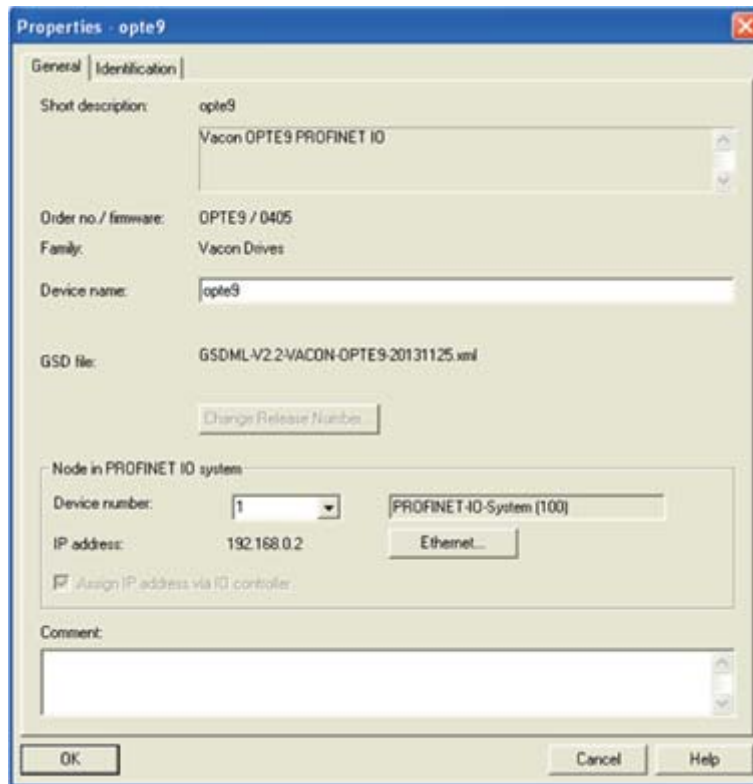 Properties - opte9
General Identification
Short description: opte9
Vacon OPTE9 PROFINET IO
Order no./ firmware: OPTE9 / 0405
Family: Vacon Drives
Device name: opte9
GSD file: GSDML-V2.2-VACON-OPTE9-20131125.xml
Change Release Number...
Node in PROFINET IO system
Device number: 1 PROFINET-IO-System (100)
IP address: 192.168.0.2 Ethernet...
Assign IP address via IO controller
Comment:
OK Cancel Help